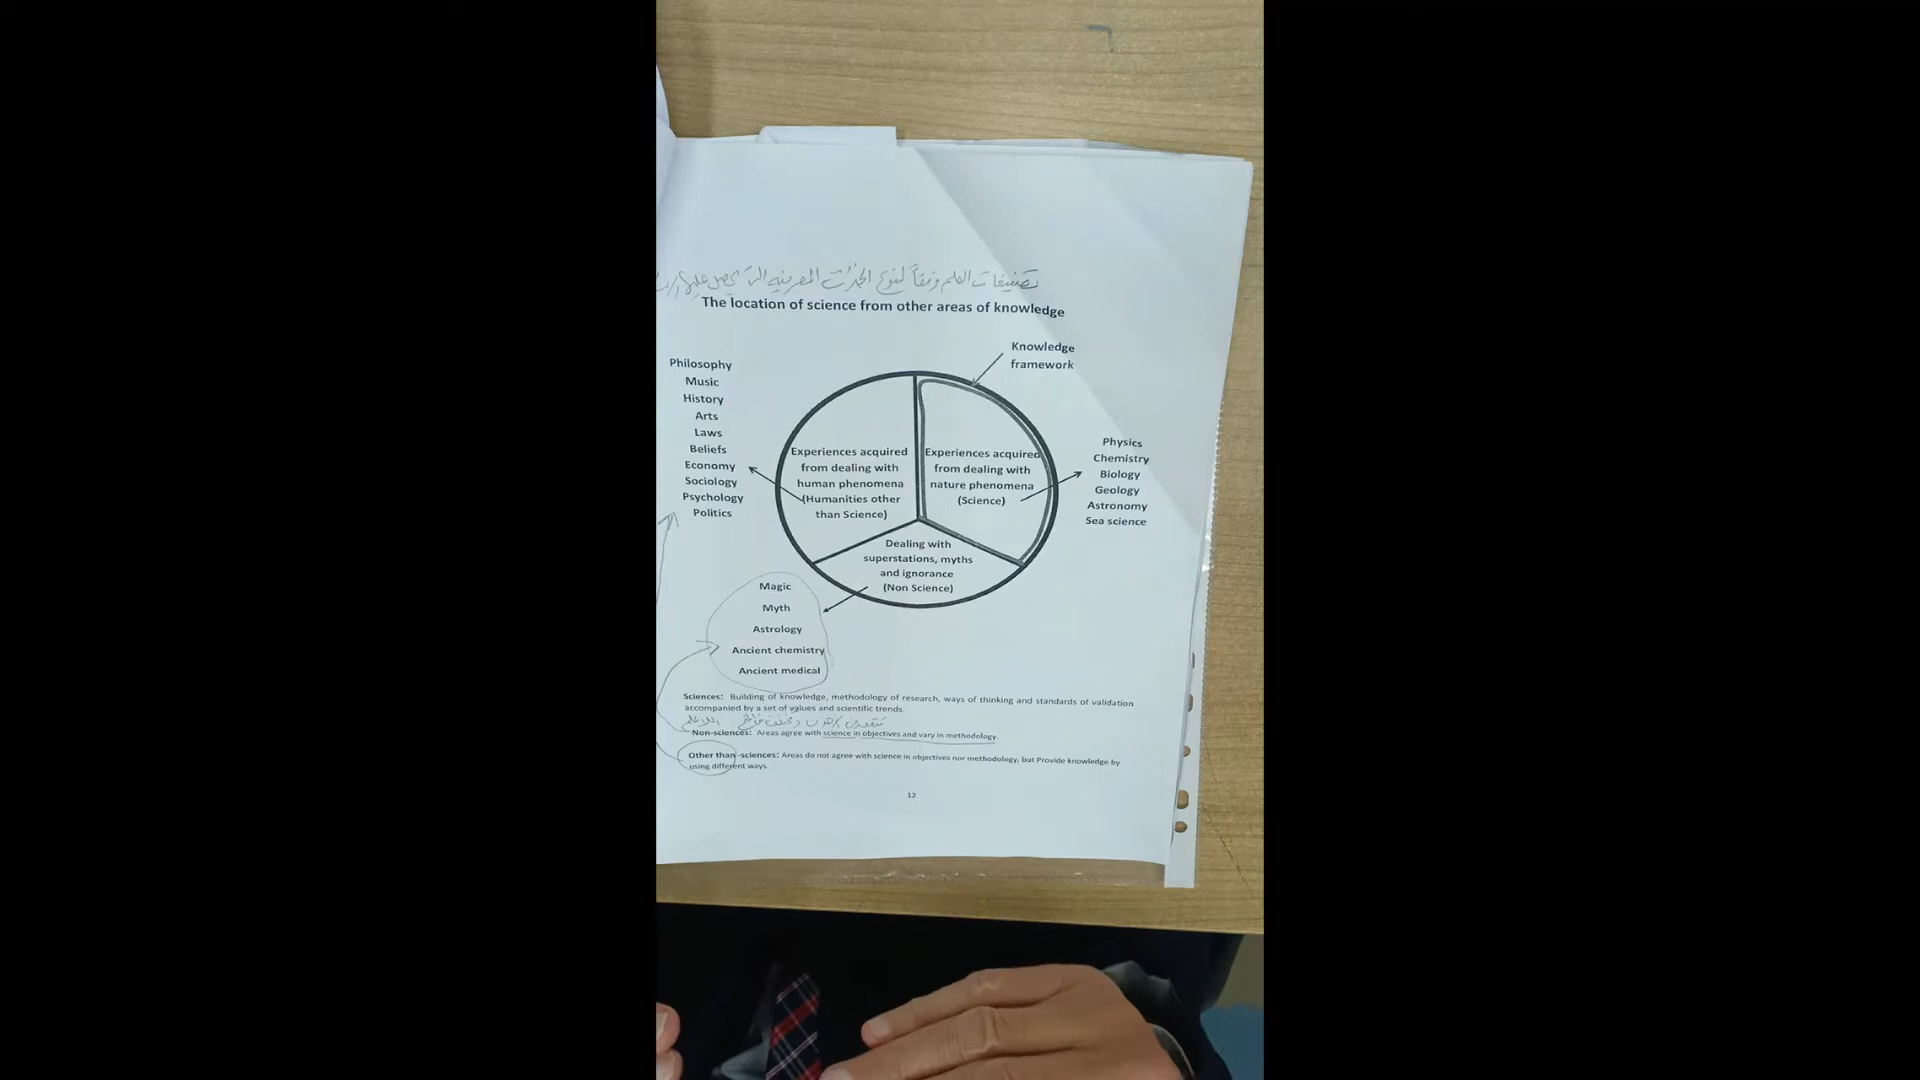 تصنيفات العلم وفقاً لنوع
The location of science from other areas of knowledge
Knowledge
framework
Philosophy
Music
History
Arts
Laws
Beliefs
Economy
Sociology
Psychology
Politics
Experiences acquired
from dealing with
human phenomena
(Humanities other
than Science)
Experiences acquired
from dealing with
nature phenomena
(Science)
Physics
Chemistry
Biology
Geology
Astronomy
Sea science
Dealing with
superstations, myths
and ignorance
(Non Science)
Magic
Myth
Astrology
Ancient chemistry
Ancient medical
Sciences: Building of knowledge, methodology of research, ways of thinking and standards of validation
accompanied by a set of values and scientific trends.
Non-sciences: Areas agree with science in objectives and vary in methodology.
Other than -sciences: Areas do not agree with science in objectives nor methodology, but Provide knowledge by
using different ways.
12